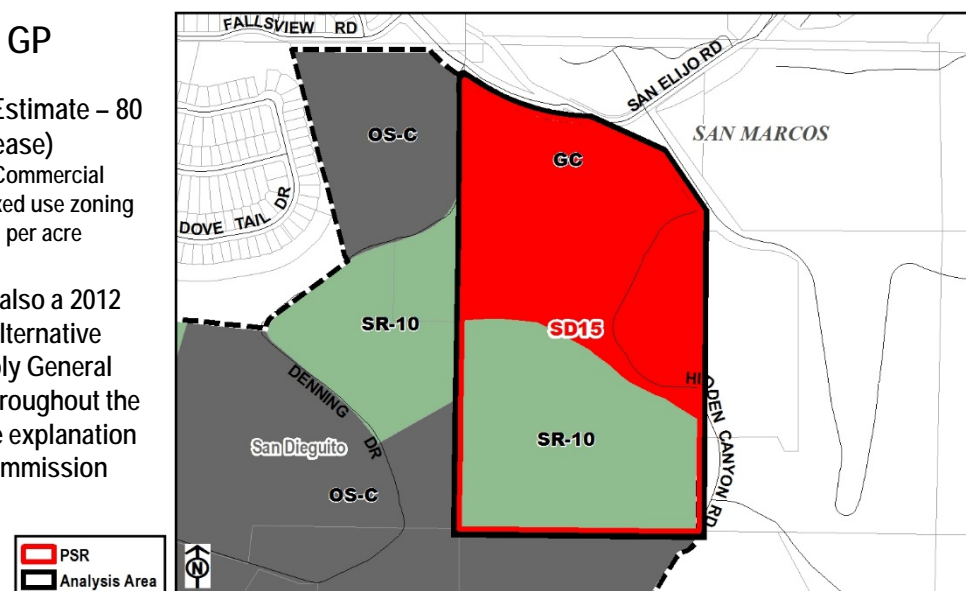 GP
Estimate – 80
ease)
Commercial
xed use zoning
per acre
also a 2012
lternative
ply General
roughout the
e explanation
mmission
FALLSVIEW RD
SAN ELIJO RD
SAN MARCOS
OS-C
GC
DOVE TAIL DR
SR-10
SD15
HIDDEN CANYON RD
DENNING DR
San Dieguito
SR-10
OS-C
PSR
Analysis Area
N